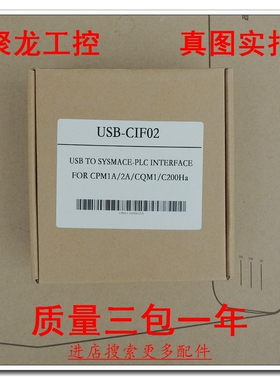 聚龙工控 真图实拍
USB-CIF02
USB TO SYSMACE-PLC INTERFACE
FOR CPM1A/2A/CQM1/C200Ha
质量三包一年
进店搜索更多配件